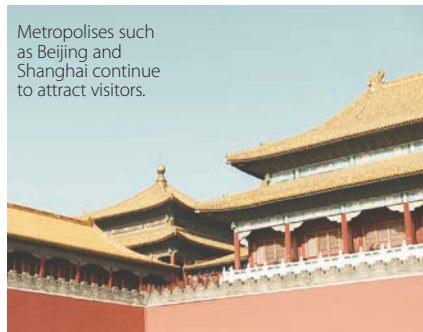 Metropolises such
as Beijing and
Shanghai continue
to attract visitors.